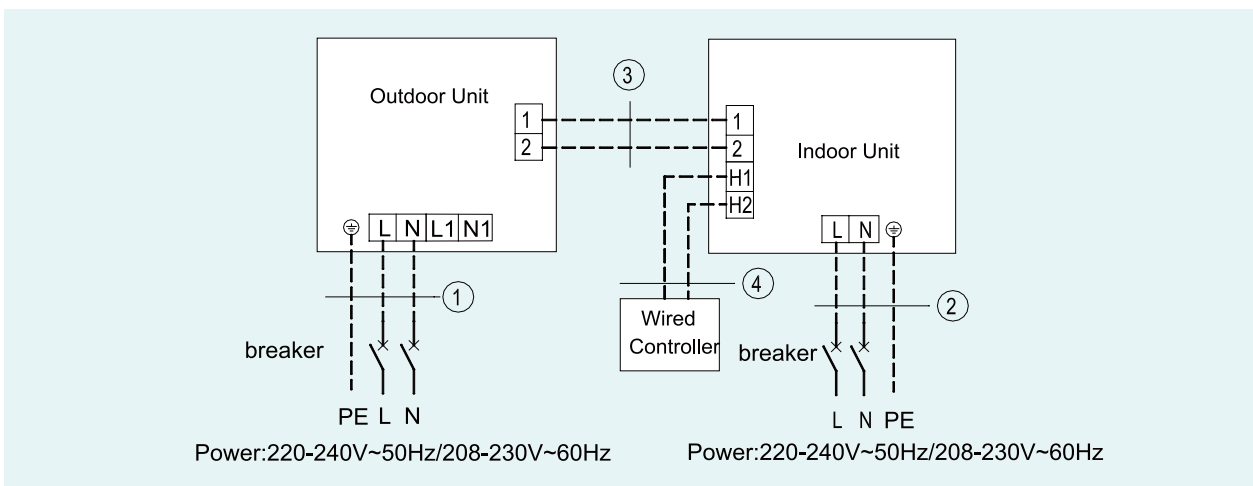 Outdoor Unit
1
2
L N L1 N1
1
breaker
PE L N
Power:220-240V~50Hz/208-230V~60Hz
3
Indoor Unit
1
2
H1
H2
4
Wired
Controller
L N
2
breaker
L N PE
Power:220-240V~50Hz/208-230V~60Hz